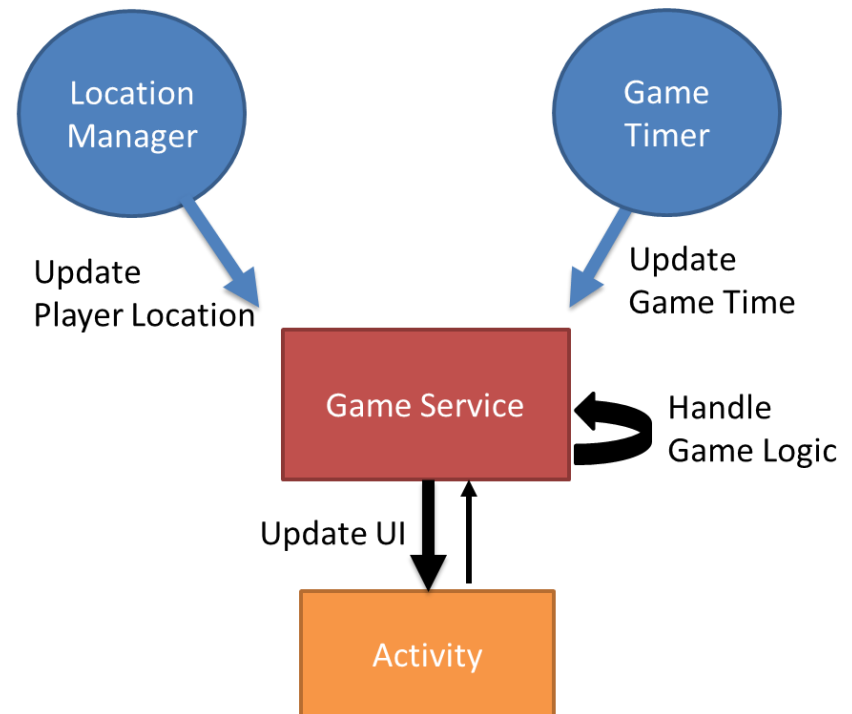 Location
Manager
Game
Timer
Update
Player Location
Update
Game Time
Game Service
Handle
Game Logic
Update UI
Activity